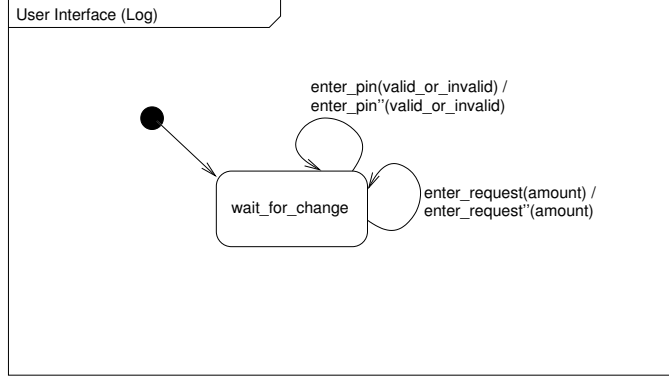 User Interface (Log)
enter_pin(valid_or_invalid) /
enter_pin''(valid_or_invalid)
wait_for_change
enter_request(amount) /
enter_request''(amount)